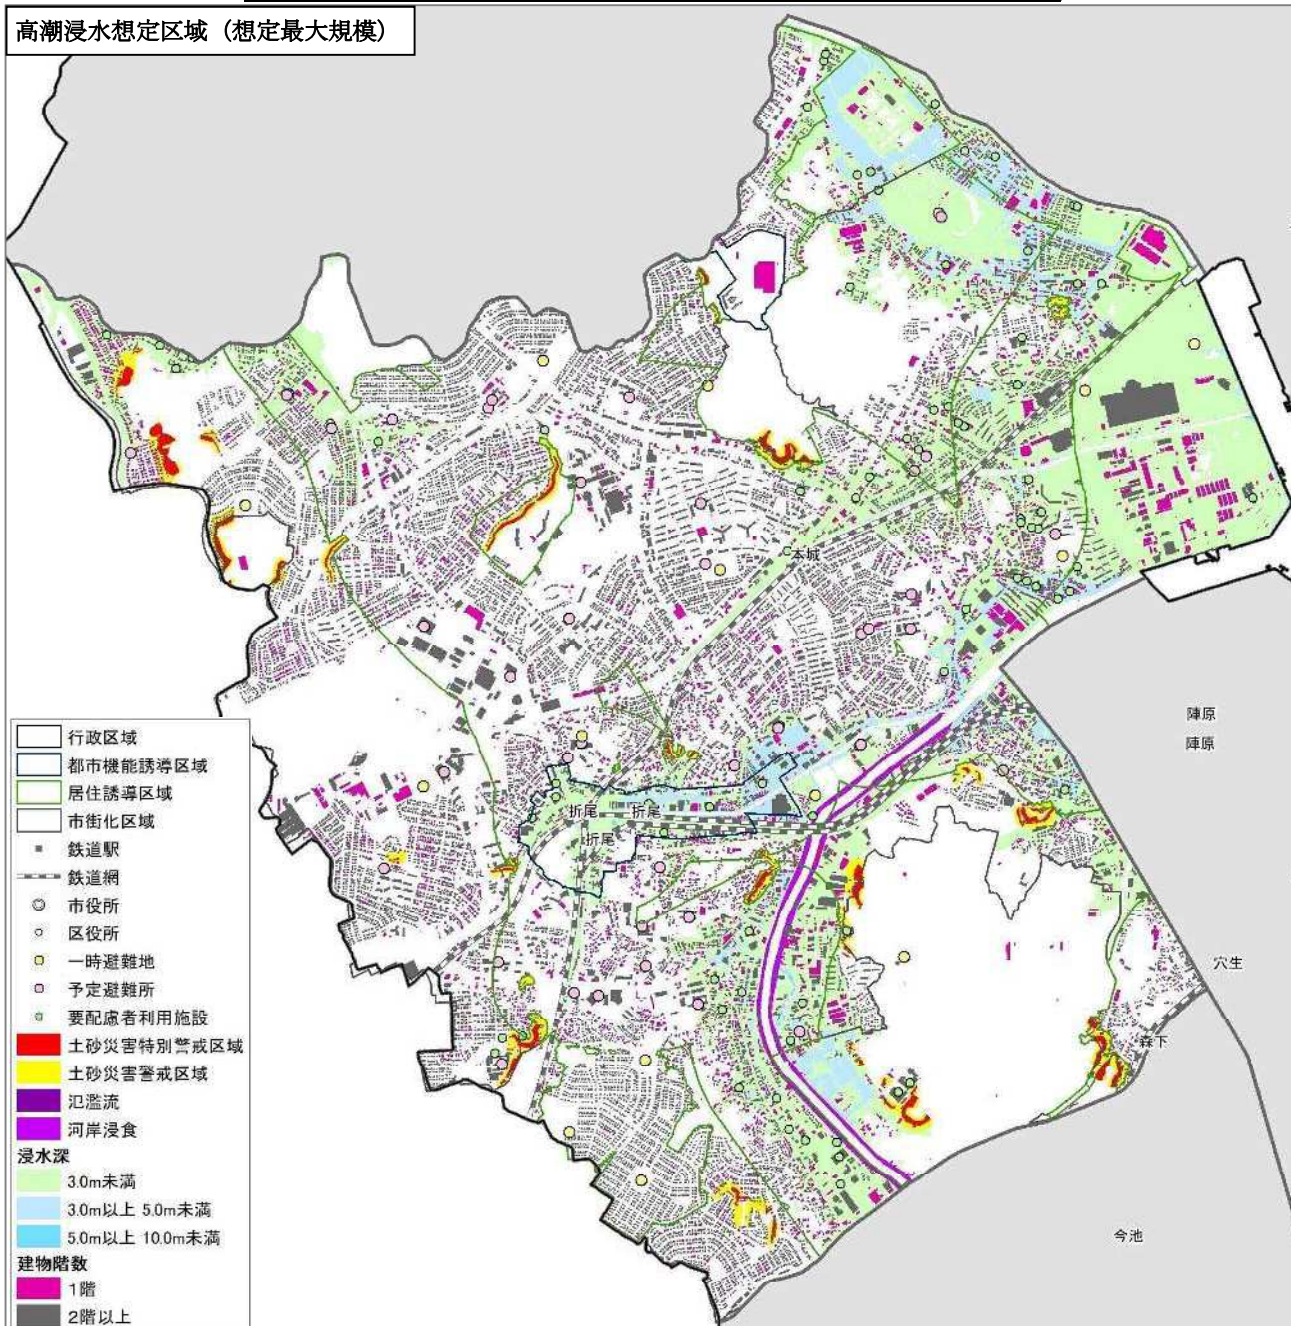 高潮浸水想定区域（想定最大規模）
本城
陣原
陣原
折尾
折尾
折尾
穴生
森下
今池
行政区域
都市機能誘導区域
居住誘導区域
市街化区域
鉄道駅
鉄道網
市役所
区役所
一時避難地
予定避難所
要配慮者利用施設
土砂災害特別警戒区域
土砂災害警戒区域
氾濫流
河岸浸食
浸水深
3.0m未満
3.0m以上 5.0m未満
5.0m以上 10.0m未満
建物階数
1階
2階以上